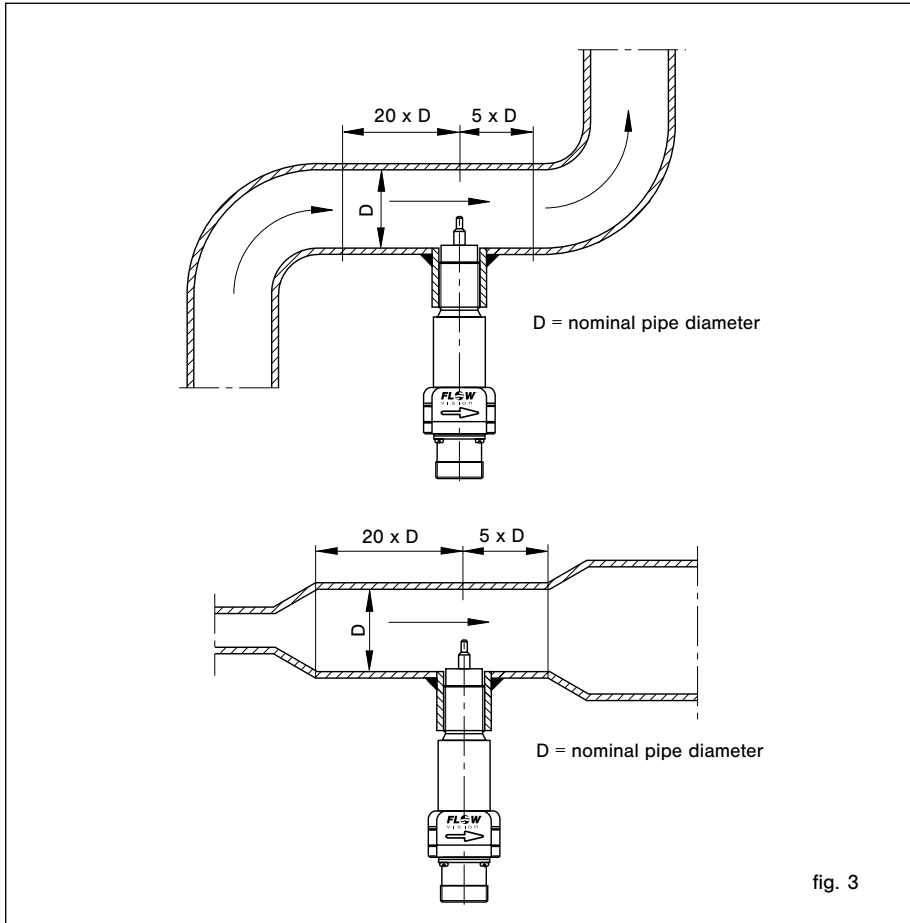 20 x D 5 x D
D
D = nominal pipe diameter
FLOW
vision
20 x D 5 x D
D
D = nominal pipe diameter
FLOW
vision
fig. 3